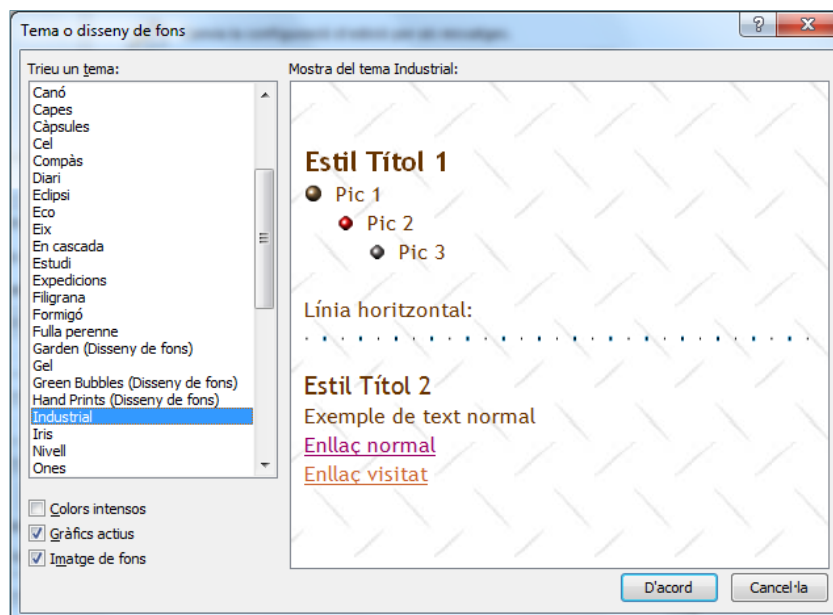 Tema o disseny de fons
Trieu un tema:
Canó
Capes
Càpsules
Cel
Compàs
Diari
Eclipsi
Eco
Eix
En cascada
Estudi
Expedicions
Filigrana
Formigó
Fulla perenne
Garden (Disseny de fons)
Gel
Green Bubbles (Disseny de fons)
Hand Prints (Disseny de fons)
Industrial
Iris
Nivell
Ones
Colors intensos
Gràfics actius
Imatge de fons
Mostra del tema Industrial:
Estil Títol 1
Pic 1
Pic 2
Pic 3
Línia horitzontal:
Estil Títol 2
Exemple de text normal
Enllaç normal
Enllaç visitat
D'acord
Cancel·la